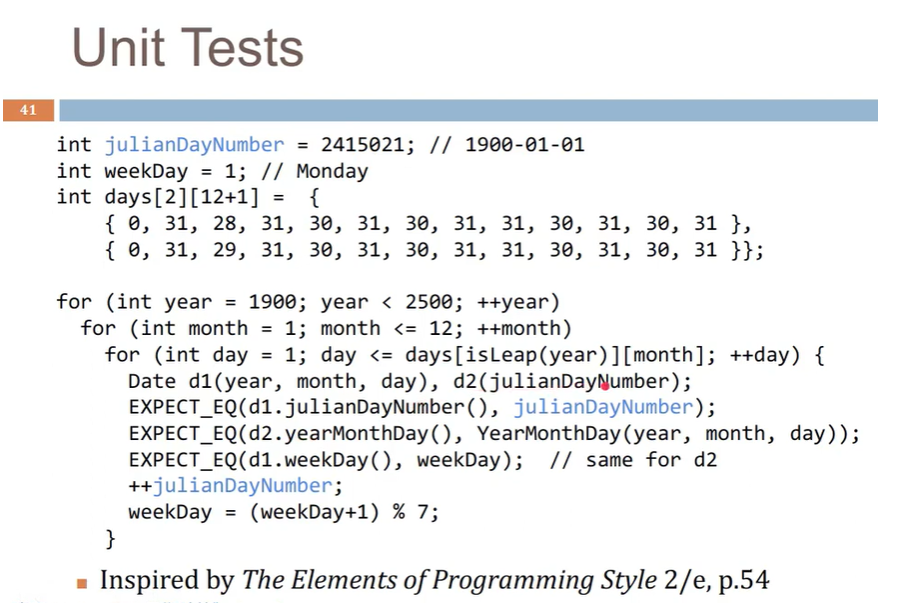 Unit Tests
41
int julianDayNumber = 2415021; // 1900-01-01
int weekDay = 1; // Monday
int days[2][12+1] = {
{ 0, 31, 28, 31, 30, 31, 30, 31, 31, 30, 31, 30, 31 },
{ 0, 31, 29, 31, 30, 31, 30, 31, 31, 30, 31, 30, 31 }};
for (int year = 1900; year < 2500; ++year)
for (int month = 1; month <= 12; ++month)
for (int day = 1; day <= days[isLeap(year)][month]; ++day) {
Date d1(year, month, day), d2(julianDayNumber);
EXPECT_EQ(d1.julianDayNumber(), julianDayNumber);
EXPECT_EQ(d2.yearMonthDay(), YearMonthDay(year, month, day));
EXPECT_EQ(d1.weekDay(), weekDay); // same for d2
++julianDayNumber;
weekDay = (weekDay+1) % 7;
}
Inspired by The Elements of Programming Style 2/e, p.54